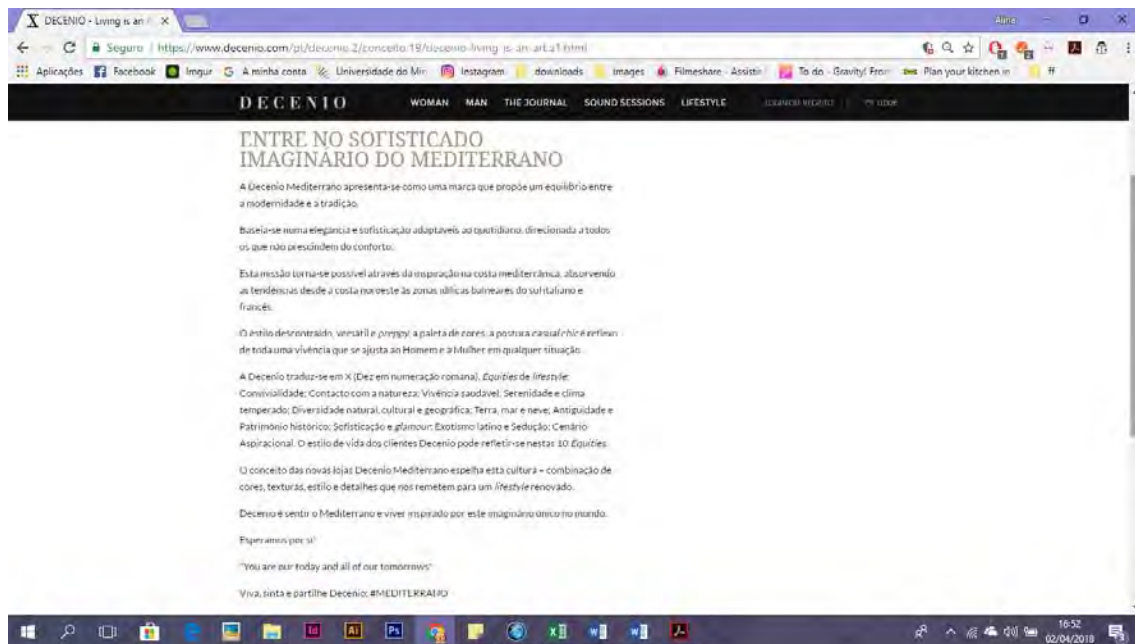 DECENIO - Living is an
Aline
Seguro | https://www.decenio.com/pt/decenio.2/conceito.19/decenio-living_is-an-art.a1.html
Aplicações Facebook Imgur A minha conta Universidade do Min Instagram downloads images Filmeshare - Assistir To do - Gravity! From Plan your kitchen in ff
DECENIO WOMAN MAN THE JOURNAL SOUND SESSIONS LIFESTYLE
ENTRE NO SOFISTICADO
IMAGINÁRIO DO MEDITERRANO
A Decenio Mediterrano apresenta-se como uma marca que propõe um equilíbrio entre
a modernidade e a tradição.
Baseia-se numa elegância e sofisticação adaptáveis ao quotidiano, direcionada a todos
os que não prescindem do conforto.
Esta missão torna-se possível através da inspiração na costa mediterrânica, absorvendo
as tendências desde a costa noroeste às zonas idílicas balneares do sul italiano e
francês.
O estilo descontraído, versátil e preppy, a paleta de cores, a postura casual chic é reflexo
de toda uma vivência que se ajusta ao Homem e à Mulher em qualquer situação.
A Decenio traduz-se em X (Dez em numeração romana), Equities de lifestyle:
Convivialidade; Contacto com a natureza; Vivência saudável; Serenidade e clima
temperado; Diversidade natural, cultural e geográfica; Terra, mar e neve; Antiguidade e
Património histórico; Sofisticação e glamour; Exotismo latino e Sedução; Cenário
Aspiracional. O estilo de vida dos clientes Decenio pode refletir-se nestas 10 Equities.
O conceito das novas lojas Decenio Mediterrano espelha esta cultura – combinação de
cores, texturas, estilo e detalhes que nos remetem para um lifestyle renovado.
Decenio é sentir o Mediterrano e viver inspirado por este imaginário único no mundo.
Esperamos por si!
"You are our today and all of our tomorrows"
Viva, sinta e partilhe Decenio: #MEDITERRANO
16:52
02/04/2018